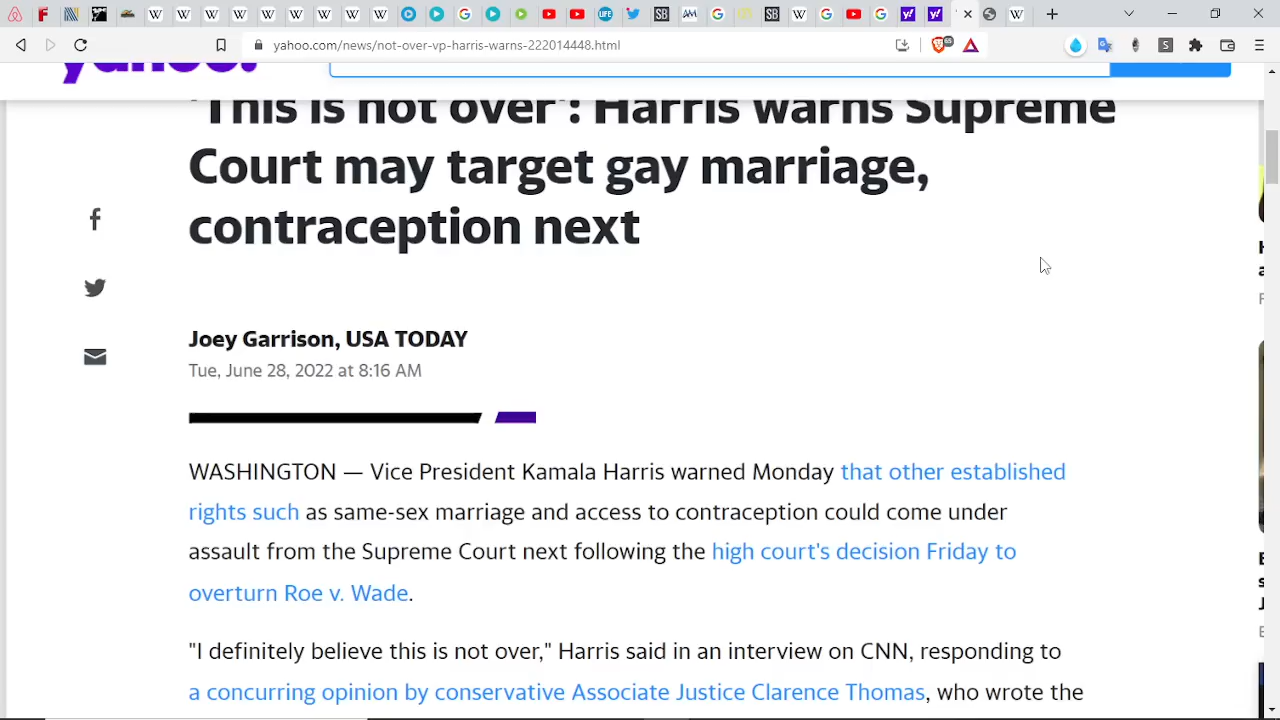 yahoo.com/news/not-over-vp-harris-warns-222014448.html
yahoo!
'This is not over': Harris warns Supreme
Court may target gay marriage,
contraception next
Joey Garrison, USA TODAY
Tue, June 28, 2022 at 8:16 AM
WASHINGTON — Vice President Kamala Harris warned Monday that other established
rights such as same-sex marriage and access to contraception could come under
assault from the Supreme Court next following the high court's decision Friday to
overturn Roe v. Wade.
"I definitely believe this is not over," Harris said in an interview on CNN, responding to
a concurring opinion by conservative Associate Justice Clarence Thomas, who wrote the